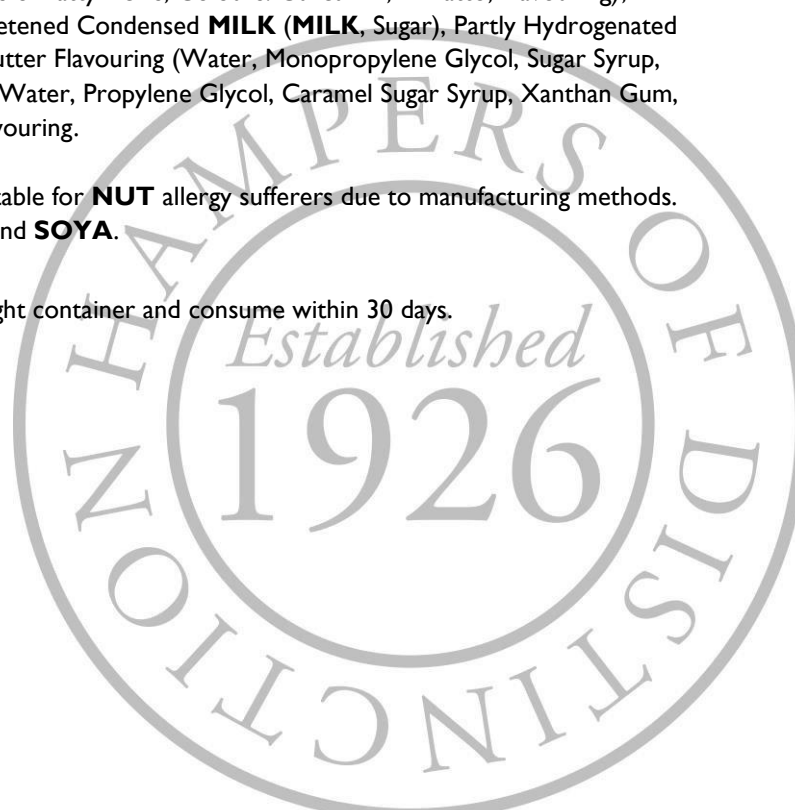 etened Condensed MILK (MILK, Sugar), Partly Hydrogenated
utter Flavouring (Water, Monopropylene Glycol, Sugar Syrup,
Water, Propylene Glycol, Caramel Sugar Syrup, Xanthan Gum,
vouring.
table for NUT allergy sufferers due to manufacturing methods.
nd SOYA.
ght container and consume within 30 days.
HAMPERS OF DISTINCTION
Established
1926